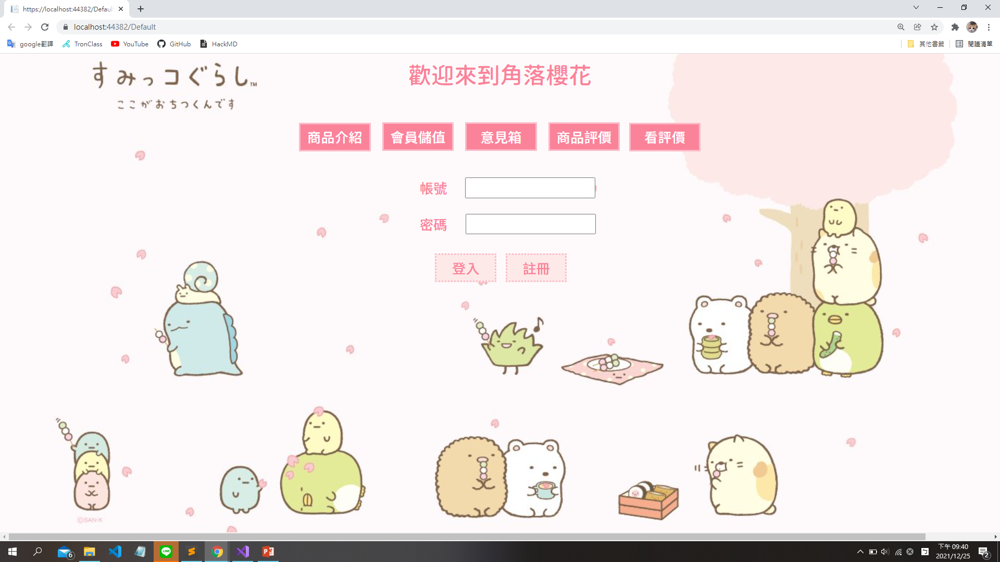 https://localhost:44382/Defaul
localhost:44382/Default
google翻譯 TronClass YouTube GitHub HackMD 其他書籤 閱讀清單
すみっコぐらし™
ここがおちつくんです
歡迎來到角落櫻花
商品介紹 會員儲值 意見箱 商品評價 看評價
帳號
密碼
登入 註冊
©SAN-X
6
LINE
下午 09:40
2021/12/25
2